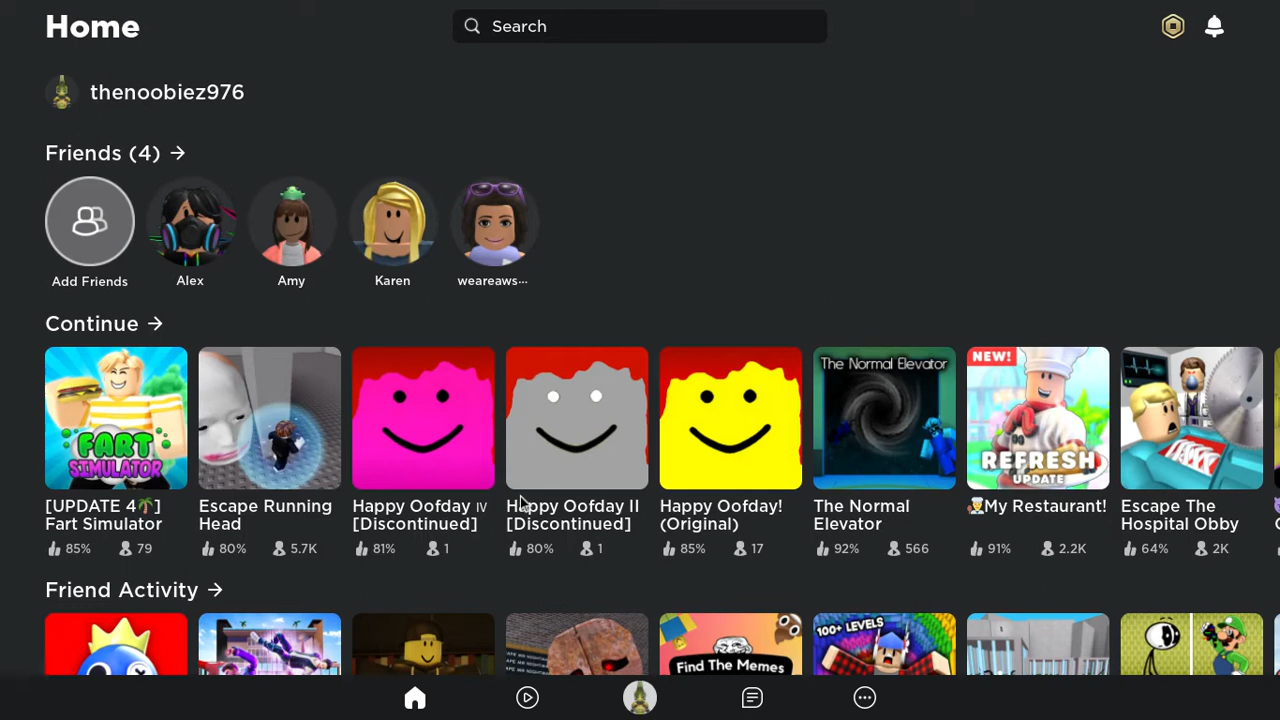 Home
Search
thenoobiez976
Friends (4) →
Add Friends
Alex
Amy
Karen
weareaws...
Continue →
FART
SIMULATOR
The Normal Elevator
NEW!
REFRESH
UPDATE
[UPDATE 4🌴]
Fart Simulator
Escape Running
Head
Happy Oofday IV
[Discontinued]
Happy Oofday II
[Discontinued]
Happy Oofday!
(Original)
The Normal
Elevator
👨‍🍳My Restaurant!
Escape The
Hospital Obby
85% 79
80% 5.7K
81% 1
80% 1
85% 17
92% 566
91% 2.2K
64% 2K
Friend Activity →
Find The Memes
100+ LEVELS